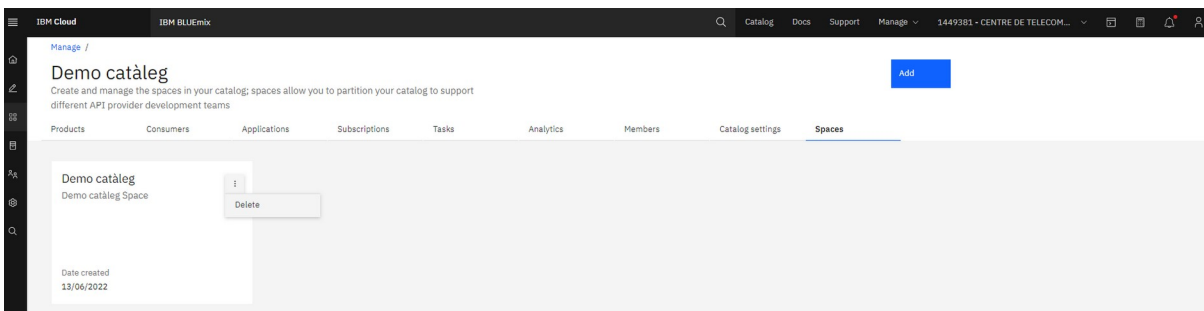 IBM Cloud IBM BLUEmix Catalog Docs Support Manage 1449381 - CENTRE DE TELECOM...
Manage /
Demo catàleg
Add
Create and manage the spaces in your catalog; spaces allow you to partition your catalog to support
different API provider development teams
Products Consumers Applications Subscriptions Tasks Analytics Members Catalog settings Spaces
Demo catàleg
Demo catàleg Space
Delete
Date created
13/06/2022